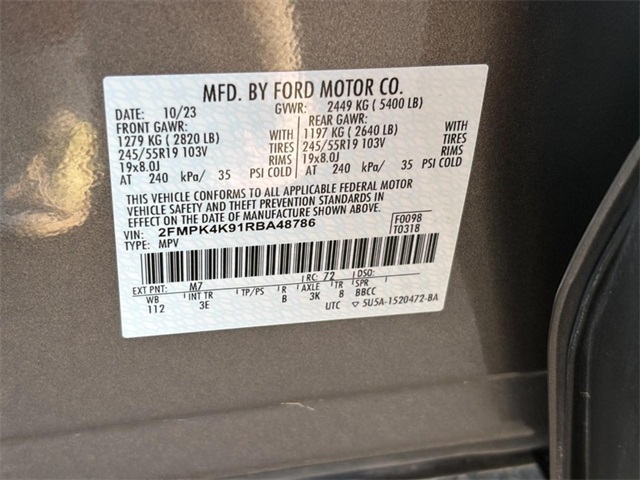 MFD. BY FORD MOTOR CO.
DATE: 10/23 GVWR: 2449 KG ( 5400 LB)
FRONT GAWR: REAR GAWR:
1279 KG ( 2820 LB) WITH 1197 KG ( 2640 LB) WITH
245/55R19 103V TIRES 245/55R19 103V TIRES
19x8.0J RIMS 19x8.0J RIMS
AT 240 kPa/ 35 PSI COLD AT 240 kPa/ 35 PSI COLD
THIS VEHICLE CONFORMS TO ALL APPLICABLE FEDERAL MOTOR
VEHICLE SAFETY AND THEFT PREVENTION STANDARDS IN EFFECT
ON THE DATE OF MANUFACTURE SHOWN ABOVE.
VIN: 2FMPK4K91RBA48786 F0098
TYPE: MPV T0318
EXT PNT: M7 RC: 72 DSO:
WB INT TR TP/PS R AXLE TR SPR
112 3E B 3K 8 BBCC
UTC ▽ 5U5A-1520472-BA